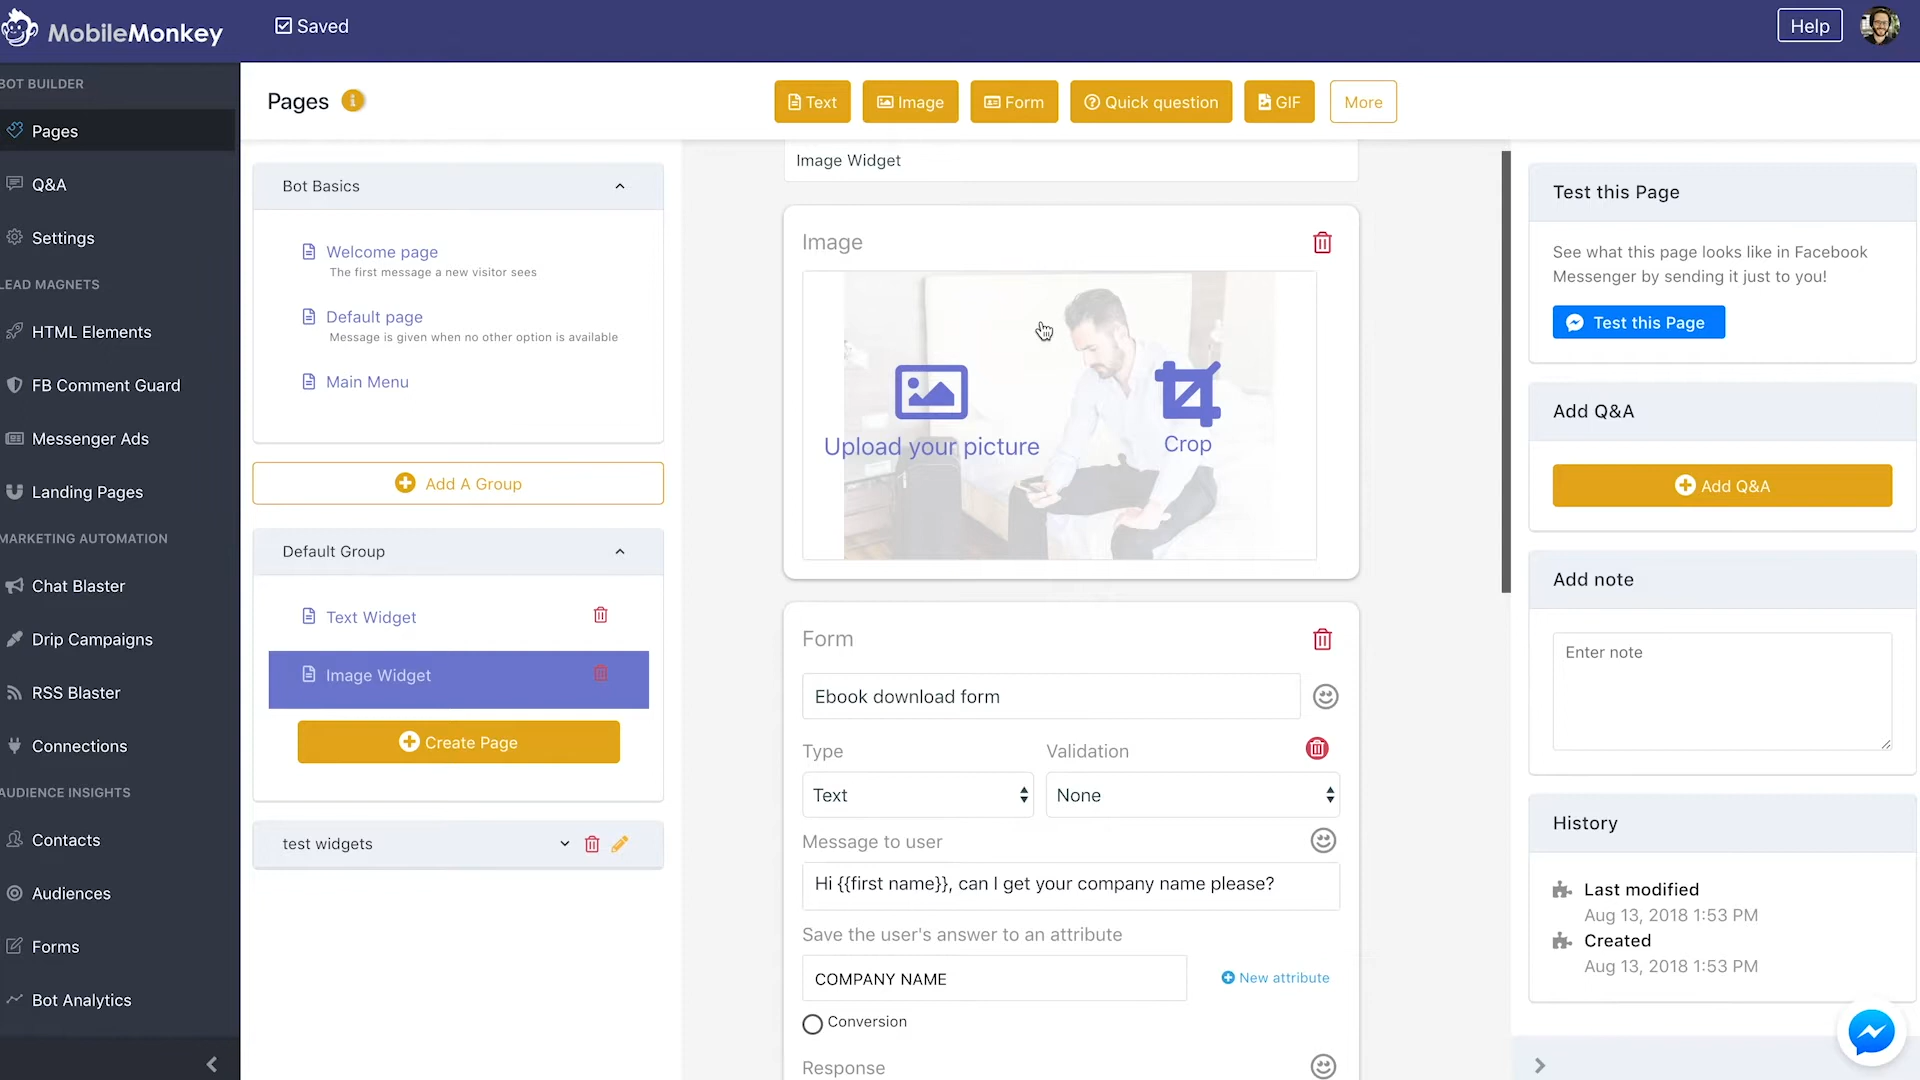 MobileMonkey
Saved
Help
BOT BUILDER
Pages
Q&A
Settings
LEAD MAGNETS
HTML Elements
FB Comment Guard
Messenger Ads
Landing Pages
MARKETING AUTOMATION
Chat Blaster
Drip Campaigns
RSS Blaster
Connections
AUDIENCE INSIGHTS
Contacts
Audiences
Forms
Bot Analytics
Pages
Text
Image
Form
Quick question
GIF
More
Bot Basics
Welcome page
The first message a new visitor sees
Default page
Message is given when no other option is available
Main Menu
Add A Group
Default Group
Text Widget
Image Widget
Create Page
test widgets
Image Widget
Image
Upload your picture
Crop
Form
Ebook download form
Type
Validation
Text
None
Message to user
Hi {{first name}}, can I get your company name please?
Save the user's answer to an attribute
COMPANY NAME
New attribute
Conversion
Response
Test this Page
See what this page looks like in Facebook
Messenger by sending it just to you!
Test this Page
Add Q&A
Add Q&A
Add note
Enter note
History
Last modified
Aug 13, 2018 1:53 PM
Created
Aug 13, 2018 1:53 PM